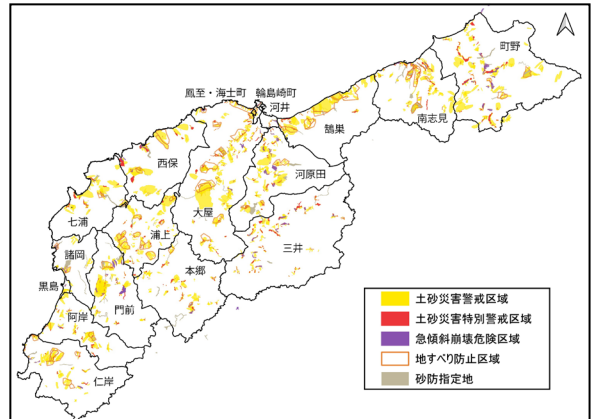 町野
鳳至・海士町 輪島崎町
河井
鵠巣
南志見
西保
河原田
大屋
七浦
浦上
三井
諸岡
本郷
黒島
門前
阿岸
仁岸
土砂災害警戒区域
土砂災害特別警戒区域
急傾斜崩壊危険区域
地すべり防止区域
砂防指定地